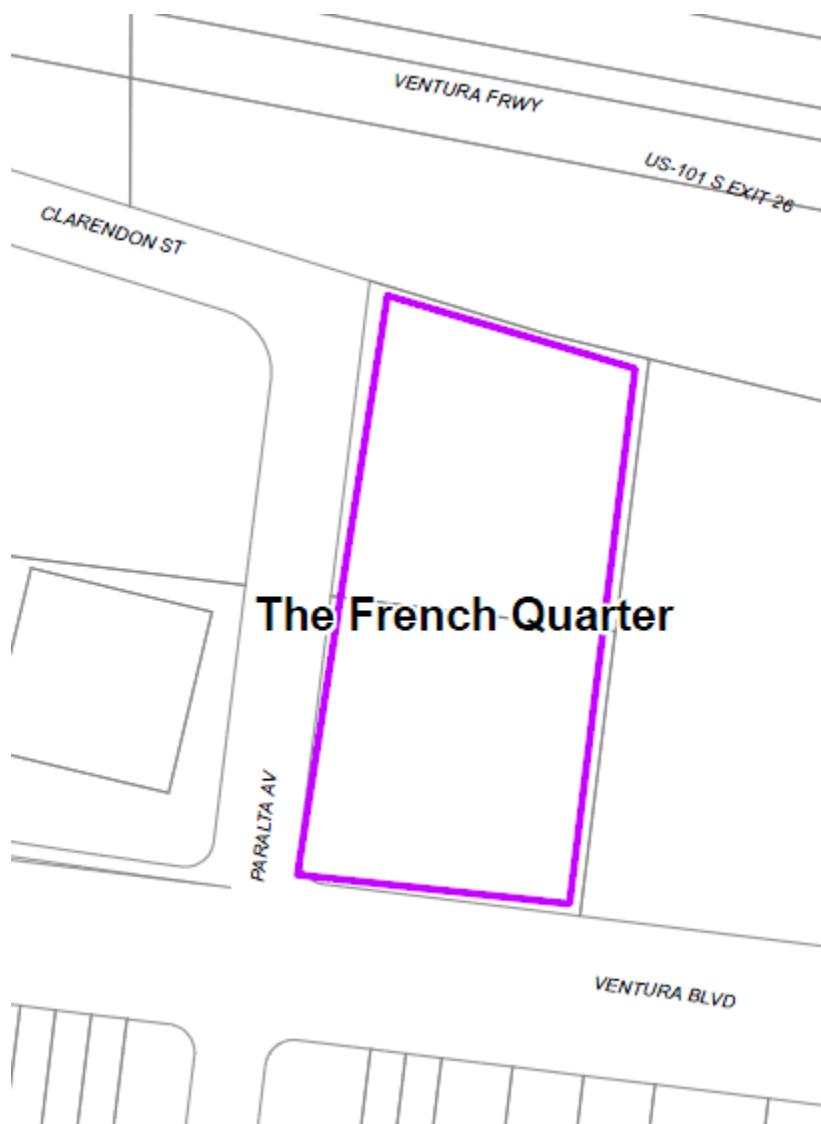 VENTURA FRWY
US-101 S EXIT 26
CLARENDON ST
The French Quarter
PARALTA AV
VENTURA BLVD